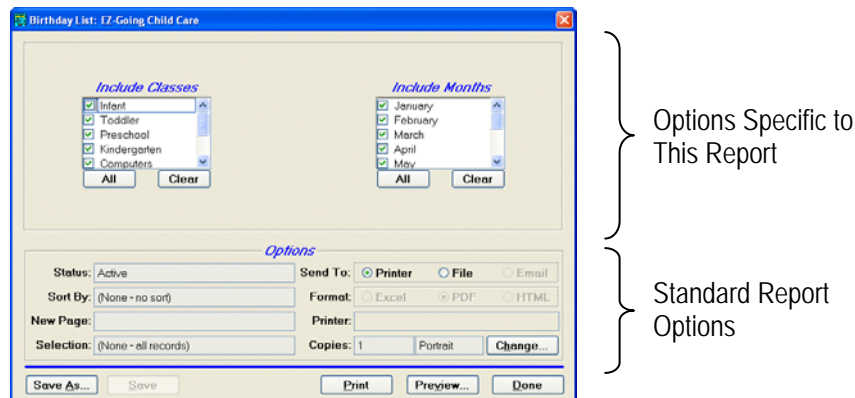 Birthday List: EZ-Going Child Care
Include Classes
Infant
Toddler
Preschool
Kindergarten
Computers
All Clear
Include Months
January
February
March
April
May
All Clear
Options Specific to
This Report
Options
Status: Active Send To: Printer File Email
Sort By: (None - no sort) Format: Excel PDF HTML
New Page: Printer:
Selection: (None - all records) Copies: 1 Portrait Change...
Standard Report
Options
Save As... Save Print Preview... Done